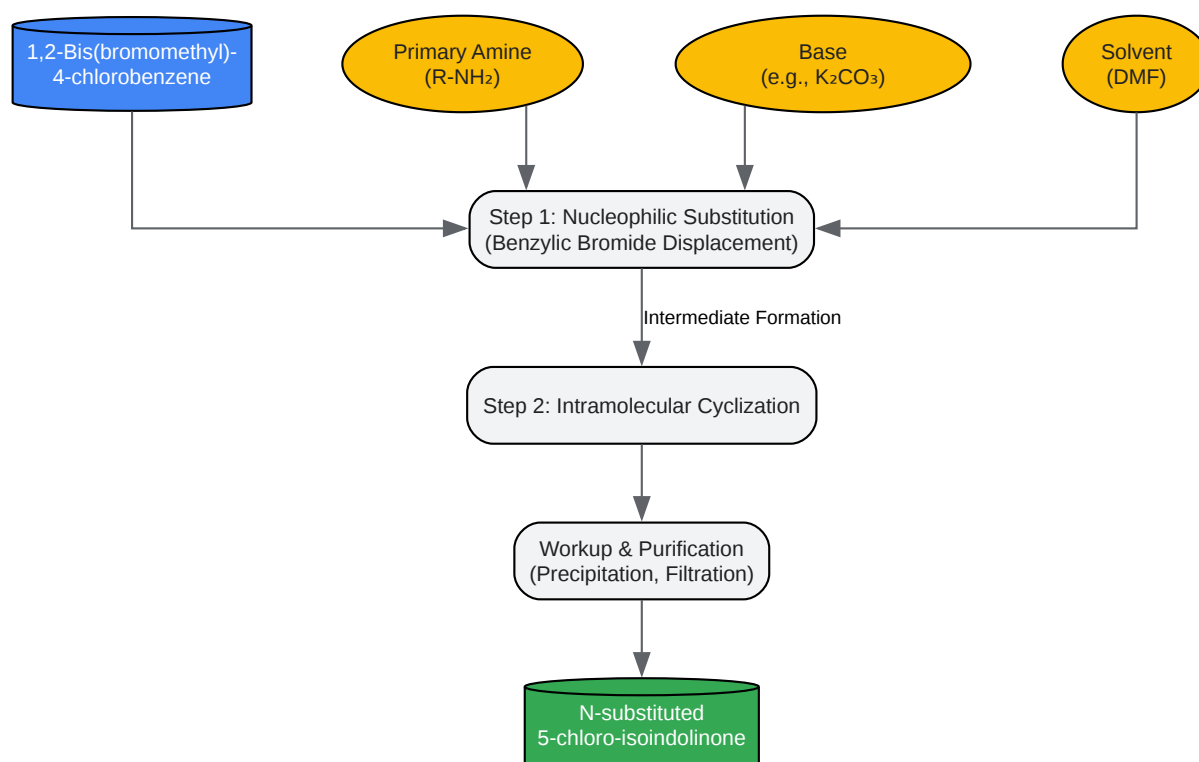 1,2-Bis(bromomethyl)-
4-chlorobenzene
Primary Amine
(R-NH₂)
Base
(e.g., K₂CO₃)
Solvent
(DMF)
Step 1: Nucleophilic Substitution
(Benzylic Bromide Displacement)
Intermediate Formation
Step 2: Intramolecular Cyclization
Workup & Purification
(Precipitation, Filtration)
N-substituted
5-chloro-isoindolinone